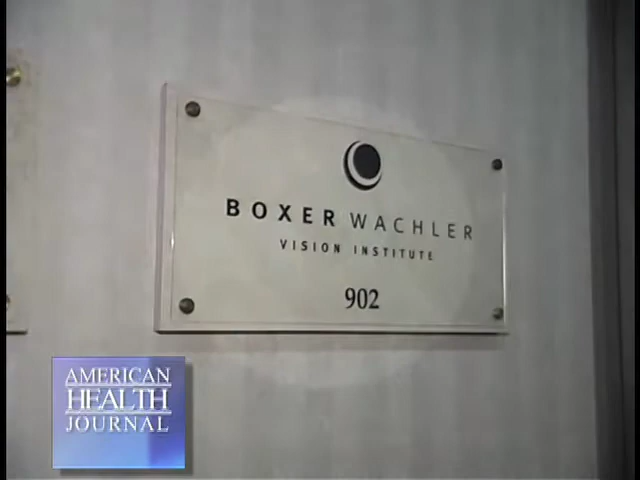 BOXER WACHLER
VISION INSTITUTE
902
AMERICAN
HEALTH
JOURNAL